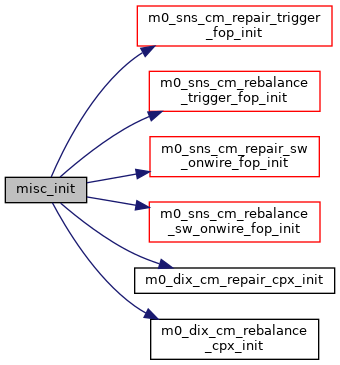 m0_sns_cm_repair_trigger
_fop_init
m0_sns_cm_rebalance
_trigger_fop_init
m0_sns_cm_repair_sw
_onwire_fop_init
misc_init
m0_sns_cm_rebalance
_sw_onwire_fop_init
m0_dix_cm_repair_cpx_init
m0_dix_cm_rebalance
_cpx_init